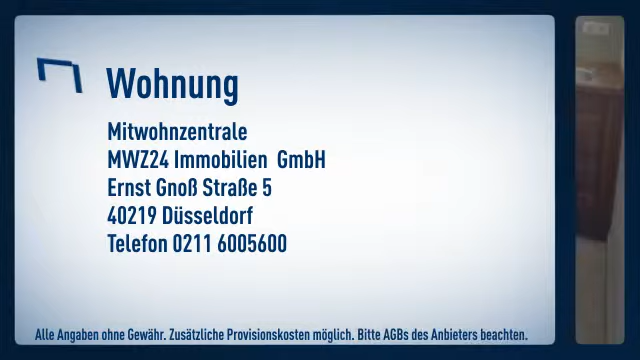 Wohnung
Mitwohnzentrale
MWZ24 Immobilien GmbH
Ernst Gnoß Straße 5
40219 Düsseldorf
Telefon 0211 6005600
Alle Angaben ohne Gewähr. Zusätzliche Provisionskosten möglich. Bitte AGBs des Anbieters beachten.